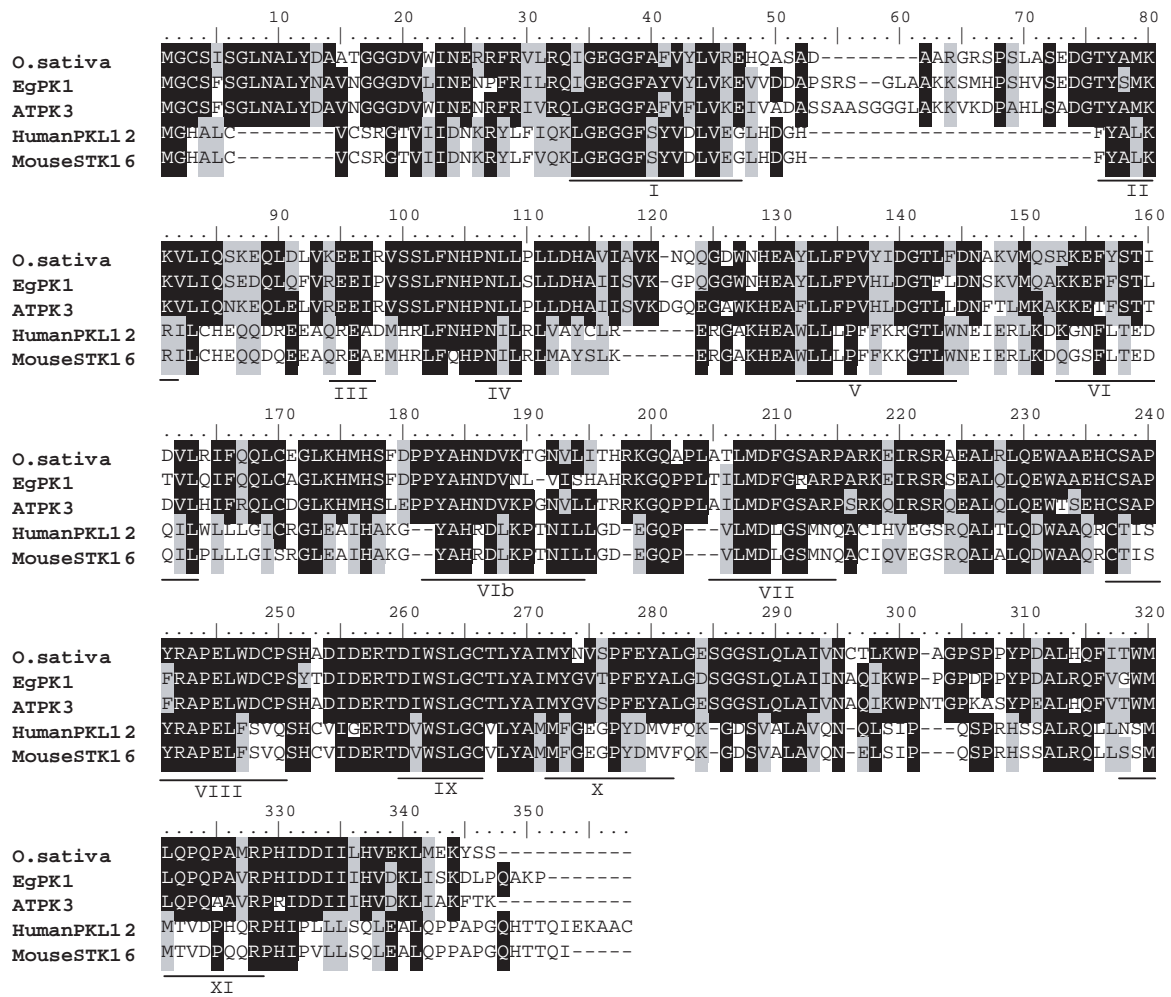 10 20 30 40 50 60 70 80
O.sativa MGCSISGLNALYDAATGGGDVWINERRFRVLRQIGEGGFAFVYLVREHQASAD------AARGRSPSLASEDGTYAMK
EgPK1 MGCSFSGLNALYNAVNGGGDVLINENPFRILRQIGEGGFAYVYLVKEVVDDAPSRS-GLAAKKSMHPSHVSEDGTYSMK
ATPK3 MGCSFSGLNALYDAVNGGGDVWINENRFRIVRQLGEGGFAFVFLVKEIVADASSAASGGGLAKKVKDPAHLSADGTYAMK
HumanPKL12 MGHALC--------VCSRGTVIIDNKRYLFIQKLGEGGFSYVDLVEGLHDGH-----------------------FYALK
MouseSTK16 MGHALC--------VCSRGTVIIDNKRYLFVQKLGEGGFSYVDLVEGLHDGH-----------------------FYALK
I II
90 100 110 120 130 140 150 160
O.sativa KVLIQSKEQLDLVKEEIRVSSLFNHPNLLPLLDHAVIAVK-NQQGDWNHEAYLLFPVYIDGTLFDNAKVMQSRKEFYSTI
EgPK1 KVLIQSEDQLQFVREEIPVSSLFNHPNLLSLLDHAIISVK-GPQGGWNHEAYLLFPVHLDGTFLDNSKVMQAKKEFFSTL
ATPK3 KVLIQNKEQLELVREEIRVSSLFNHPNLLPLLDHAIISVKDGQEGAWKHEAFLLFPVHLDGTLLDNFTLMKAKKETFSTT
HumanPKL12 RILCHEQQDREEAQREADMHRLFNHPNILRLVAYCLR------ERGAKHEAWLLLPFFKRGTLWNEIERLKDKGNFLTED
MouseSTK16 RILCHEQQDQEEAQREAEMHRLFQHPNILRLMAYSLK------ERGAKHEAWLLLPFFKKGTLWNEIERLKDQGSFLTED
III IV V VI
170 180 190 200 210 220 230 240
O.sativa DVLRIFQQLCEGLKHMHSFDPPYAHNDVKTGNVLITHRKGQAPLATLMDFGSARPARKEIRSRAEALRLQEWAAEHCSAP
EgPK1 TVLQIFQQLCAGLKHMHSFDPPYAHNDVNL-VISHAHRKGQPPLTILMDFGRARPARKEIRSRSEALQLQEWAAEHCSAP
ATPK3 DVLHIFRQLCDGLKHMHSLEPPYAHNDVKPGNVLLTRRKGQPPLAILMDFGSARPSRKQIRSRQEALQLQEWTSEHCSAP
HumanPKL12 QILWLLLGICRGLEAIHAKG--YAHRDLKPTNILLGD-EGQP---VLMDLGSMNQACIHVEGSRQALTLQDWAAQRCTIS
MouseSTK16 QILPLLLGISRGLEAIHAKG--YAHRDLKPTNILLGD-EGQP---VLMDLGSMNQACIQVEGSRQALALQDWAAQRCTIS
VIb VII
250 260 270 280 290 300 310 320
O.sativa YRAPELWDCPSHADIDERTDIWSLGCTLYAIMYNVSPFEYALGESGGSLQLAIVNCTLKWP-AGPSPPYPDALHQFITWM
EgPK1 FRAPELWDCPSYTDIDERTDIWSLGCTLYAIMYGVTPFEYALGDSGGSLQLAIINAQIKWP-PGPDPPYPDALRQFVGWM
ATPK3 FRAPELWDCPSHADIDERTDIWSLGCTLYAIMYGVSPFEYALGESGGSLQLAIVNAQIKWPNTGPKASYPEALHQFVTWM
HumanPKL12 YRAPELFSVQSHCVIGERTDVWSLGCVLYAMMFGEGPYDMVFQK-GDSVALAVQN-QLSIP---QSPRHSSALRQLLNSM
MouseSTK16 YRAPELFSVQSHCVIDERTDVWSLGCVLYAMMFGEGPYDMVFQK-GDSVALAVQN-ELSIP---QSPRHSSALRQLLSSM
VIII IX X
330 340 350
O.sativa LQPQPAMRPHIDDIILHVEKLMEKYSS-----------
EgPK1 LQPQPAVRPHIDDIIIHVDKLISKDLPQAKP-------
ATPK3 LQPQAAVRPRIDDIIIHVDKLIAKFTK-----------
HumanPKL12 MTVDPHQRPHIPLLLSQLEALQPPAPGQHTTQIEKAAC
MouseSTK16 MTVDPQQRPHIPVLLSQLEALQPPAPGQHTTQI-----
XI